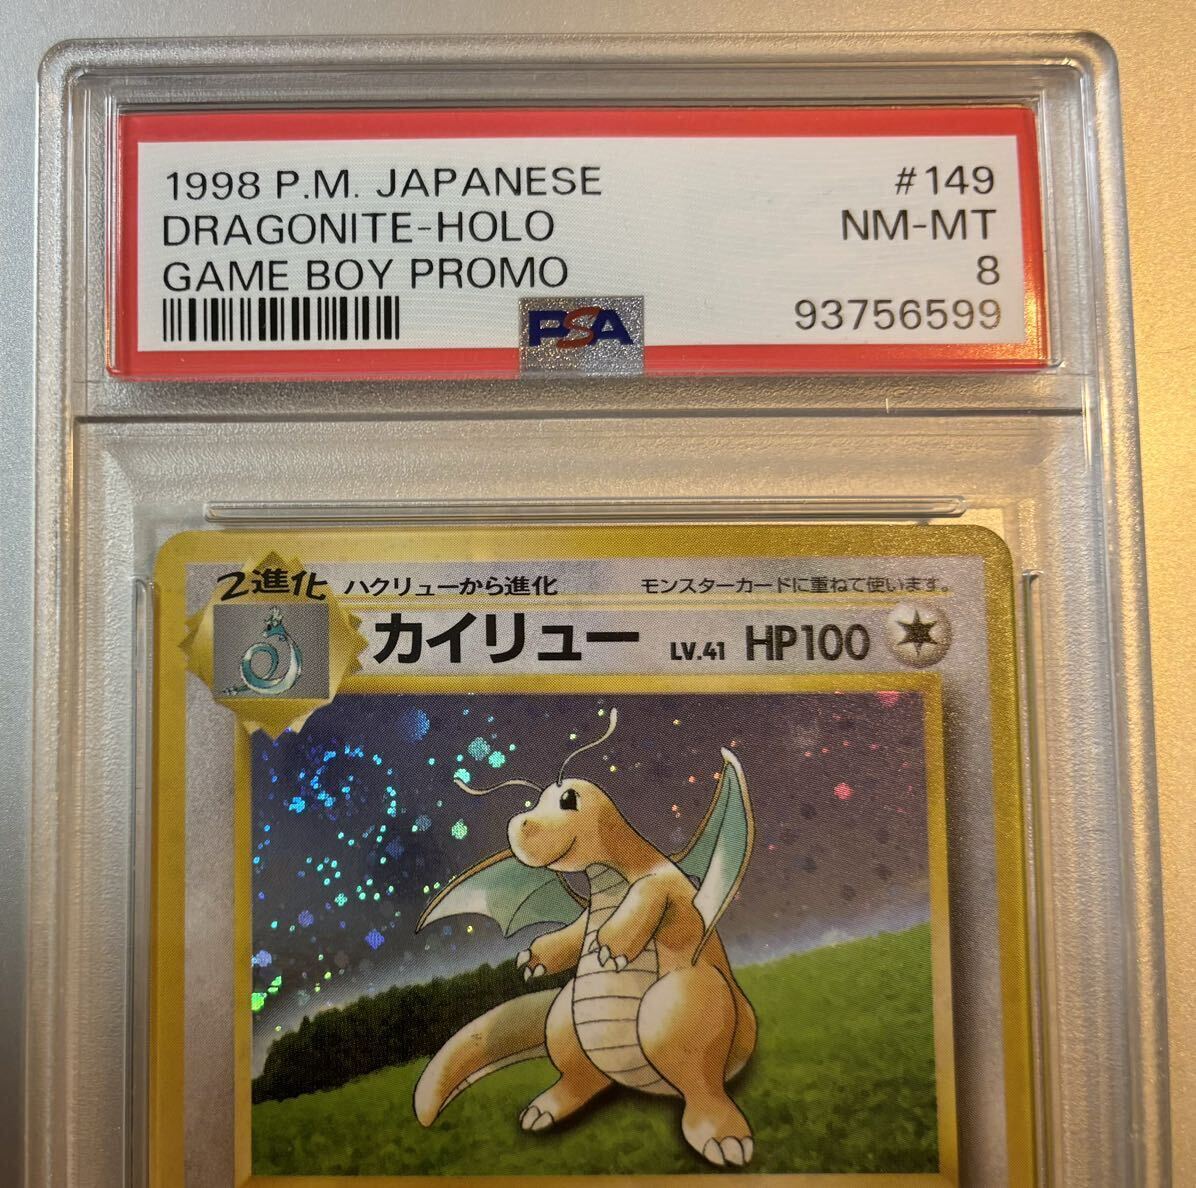 1998 P.M. JAPANESE #149
DRAGONITE-HOLO NM-MT
GAME BOY PROMO 8
PSA 93756599
2進化 ハクリューから進化 モンスターカードに重ねて使います。
カイリュー LV.41 HP100